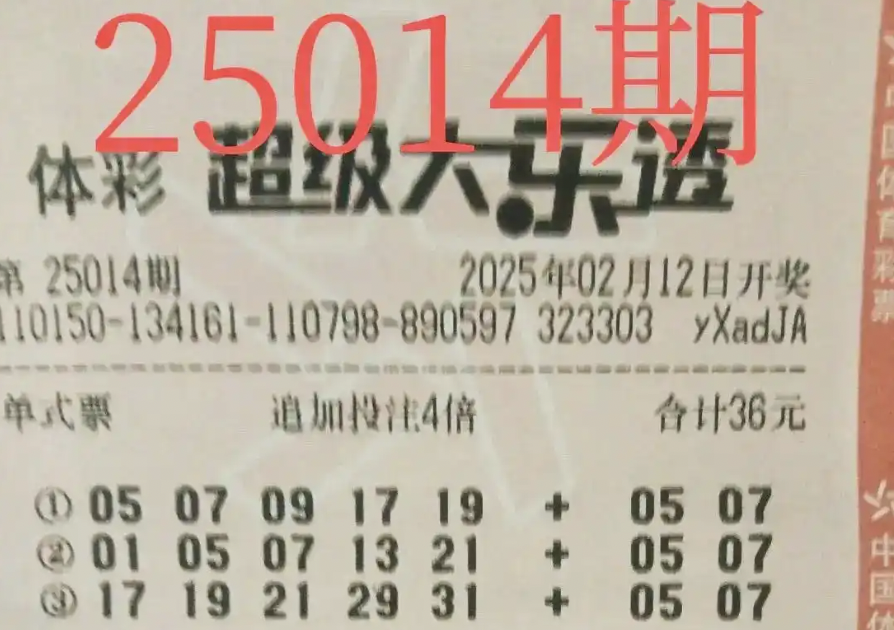 25014期
体彩 超级大乐透
第 25014期 2025年02月12日开奖
110150-134161-110798-890597 323303 yXadJA
单式票 追加投注4倍 合计36元
① 05 07 09 17 19 + 05 07
② 01 05 07 13 21 + 05 07
③ 17 19 21 29 31 + 05 07
中国体育彩票
中国体